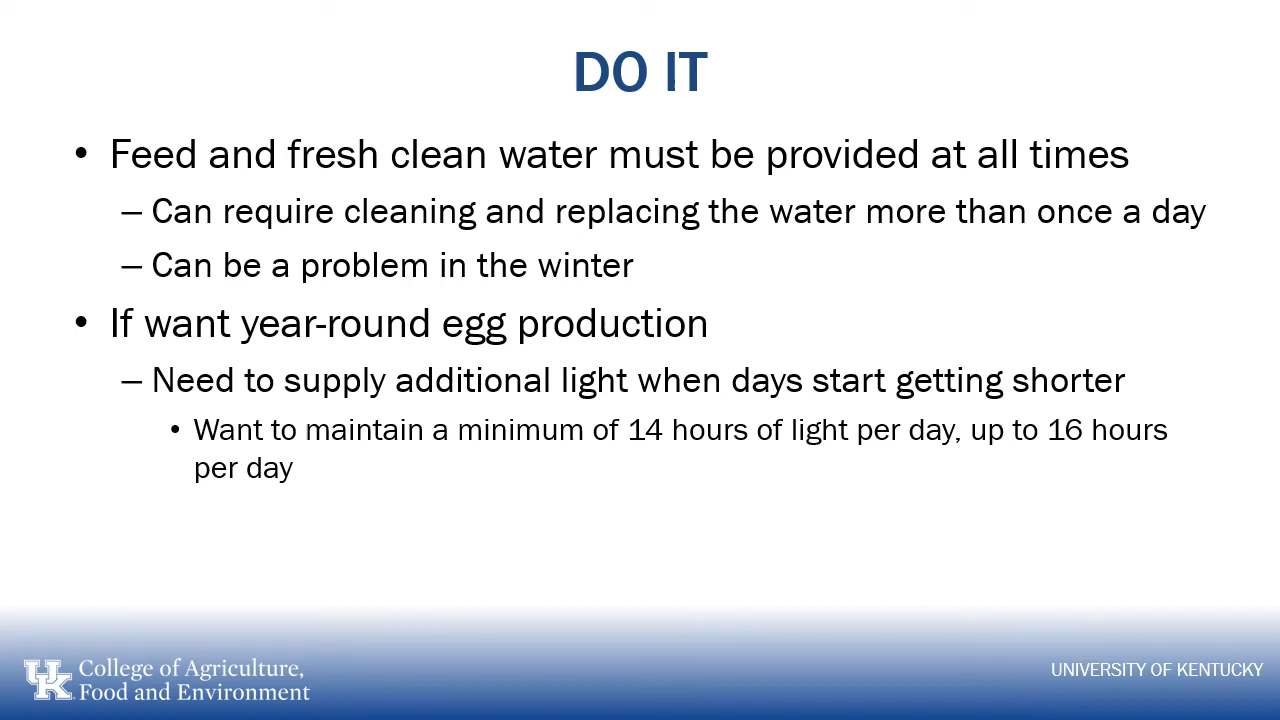 DO IT
• Feed and fresh clean water must be provided at all times
– Can require cleaning and replacing the water more than once a day
– Can be a problem in the winter
• If want year-round egg production
– Need to supply additional light when days start getting shorter
• Want to maintain a minimum of 14 hours of light per day, up to 16 hours
per day
UK College of Agriculture,
Food and Environment
UNIVERSITY OF KENTUCKY